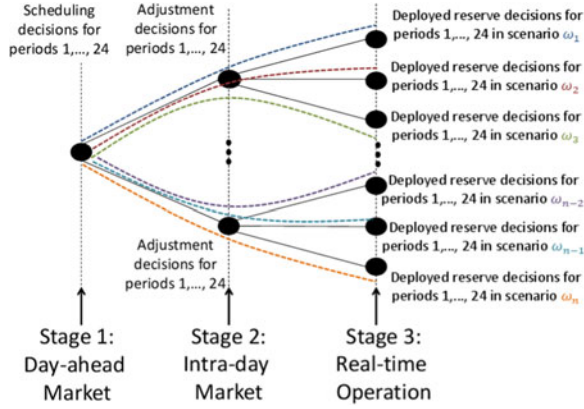 Scheduling
decisions for
periods 1,..., 24
Adjustment
decisions for
periods 1,..., 24
Deployed reserve decisions for
periods 1,..., 24 in scenario ω1
Deployed reserve decisions for
periods 1,..., 24 in scenario ω2
Deployed reserve decisions for
periods 1,..., 24 in scenario ω3
Deployed reserve decisions for
periods 1,..., 24 in scenario ωn−2
Deployed reserve decisions for
periods 1,..., 24 in scenario ωn−1
Deployed reserve decisions for
periods 1,..., 24 in scenario ωn
Adjustment
decisions for
periods 1,..., 24
Stage 1:
Day-ahead
Market
Stage 2:
Intra-day
Market
Stage 3:
Real-time
Operation